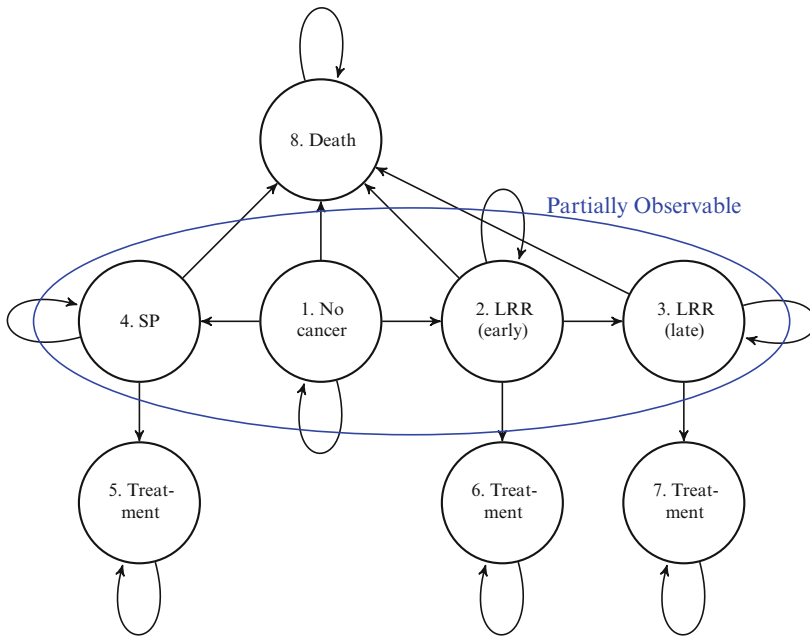 8. Death
Partially Observable
4. SP
1. No
cancer
2. LRR
(early)
3. LRR
(late)
5. Treat-
ment
6. Treat-
ment
7. Treat-
ment